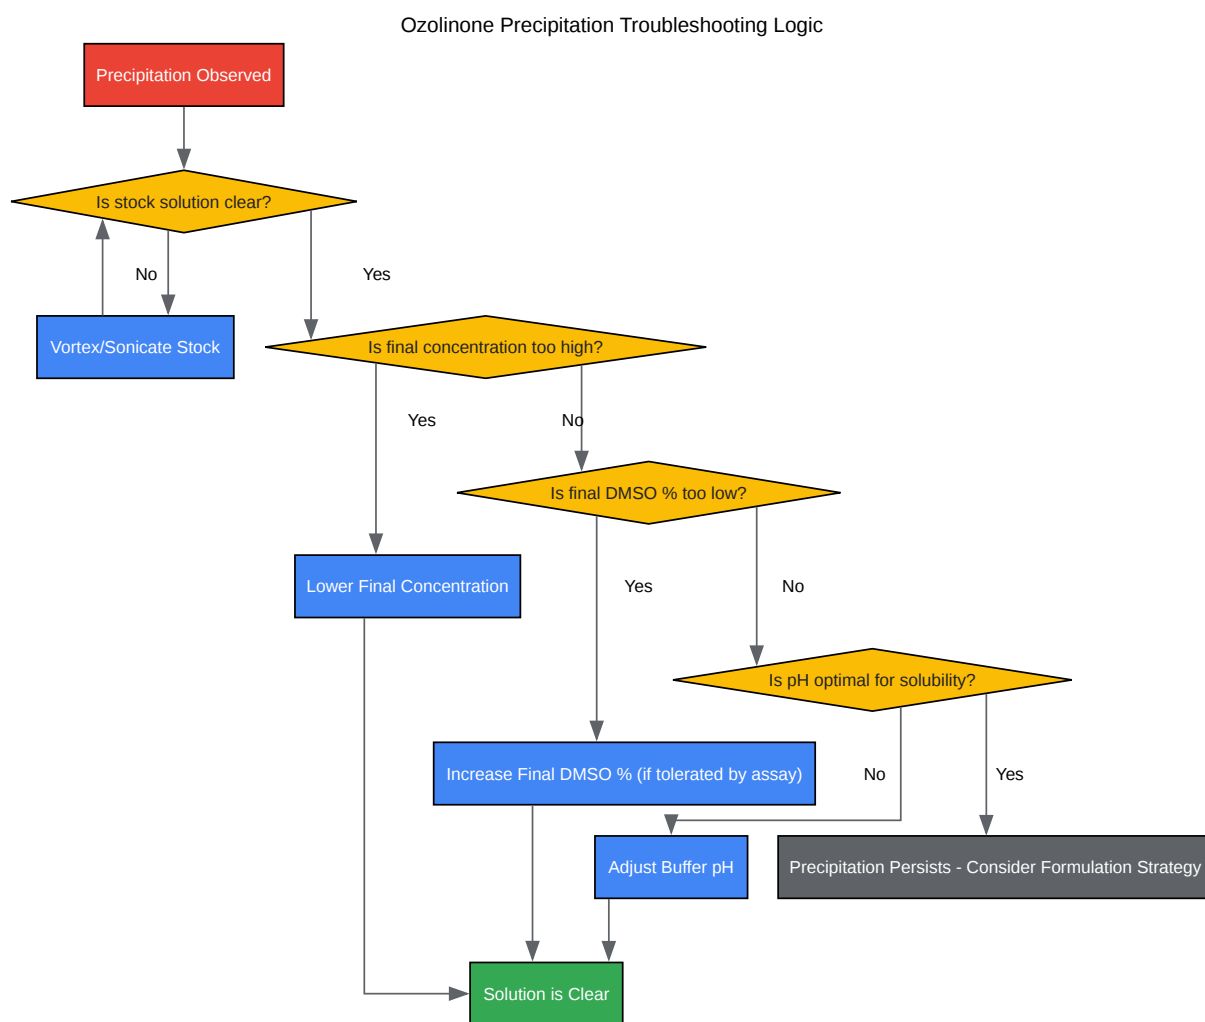 Ozolinone Precipitation Troubleshooting Logic
Precipitation Observed
Is stock solution clear?
No
Yes
Vortex/Sonicate Stock
Is final concentration too high?
Yes
No
Is final DMSO % too low?
Lower Final Concentration
Yes
No
Is pH optimal for solubility?
Increase Final DMSO % (if tolerated by assay)
No
Yes
Adjust Buffer pH
Precipitation Persists - Consider Formulation Strategy
Solution is Clear